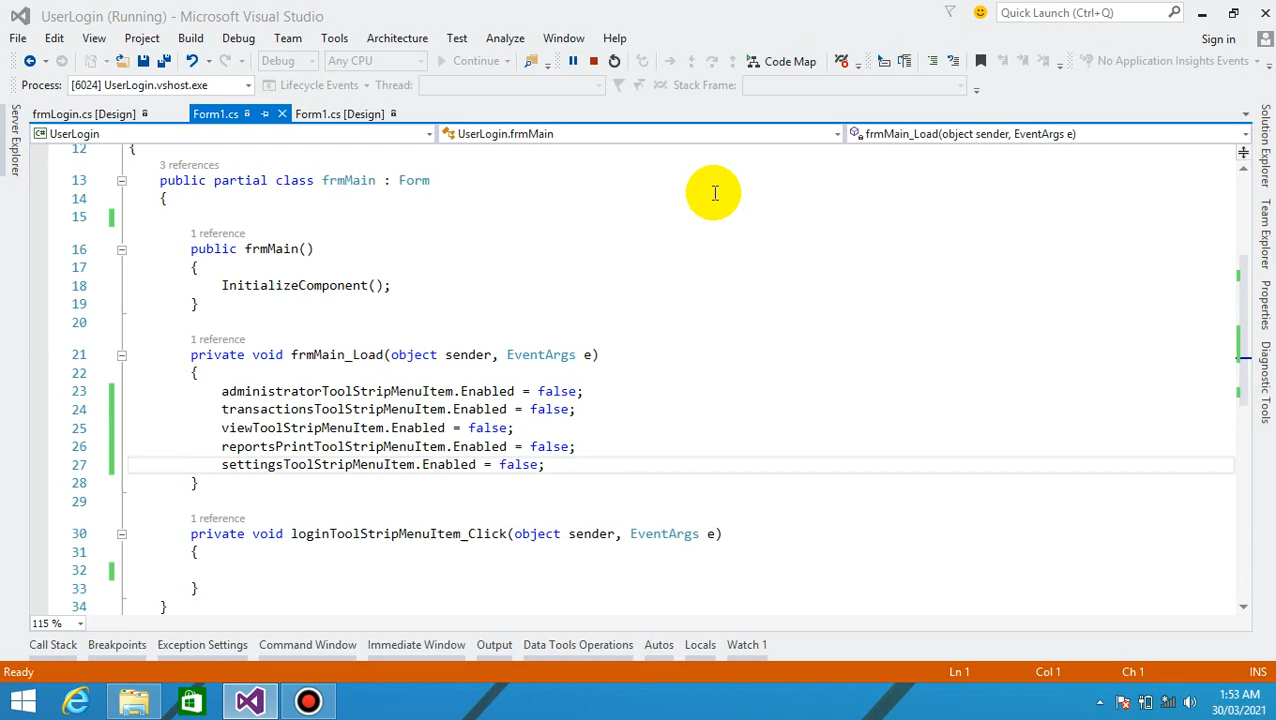 UserLogin (Running) - Microsoft Visual Studio
Quick Launch (Ctrl+Q)
File Edit View Project Build Debug Team Tools Architecture Test Analyze Window Help
Sign in
Debug Any CPU Continue Code Map No Application Insights Events
Process: [6024] UserLogin.vshost.exe Lifecycle Events Thread: Stack Frame:
frmLogin.cs [Design] Form1.cs Form1.cs [Design]
UserLogin UserLogin.frmMain frmMain_Load(object sender, EventArgs e)
12 {
3 references
13 public partial class frmMain : Form
14 {
15
1 reference
16 public frmMain()
17 {
18 InitializeComponent();
19 }
20
1 reference
21 private void frmMain_Load(object sender, EventArgs e)
22 {
23 administratorToolStripMenuItem.Enabled = false;
24 transactionsToolStripMenuItem.Enabled = false;
25 viewToolStripMenuItem.Enabled = false;
26 reportsPrintToolStripMenuItem.Enabled = false;
27 settingsToolStripMenuItem.Enabled = false;
28 }
29
1 reference
30 private void loginToolStripMenuItem_Click(object sender, EventArgs e)
31 {
32
33 }
34 }
115 %
Server Explorer
Solution Explorer
Team Explorer
Properties
Diagnostic Tools
Call Stack Breakpoints Exception Settings Command Window Immediate Window Output Data Tools Operations Autos Locals Watch 1
Ready Ln 1 Col 1 Ch 1 INS
1:53 AM
30/03/2021